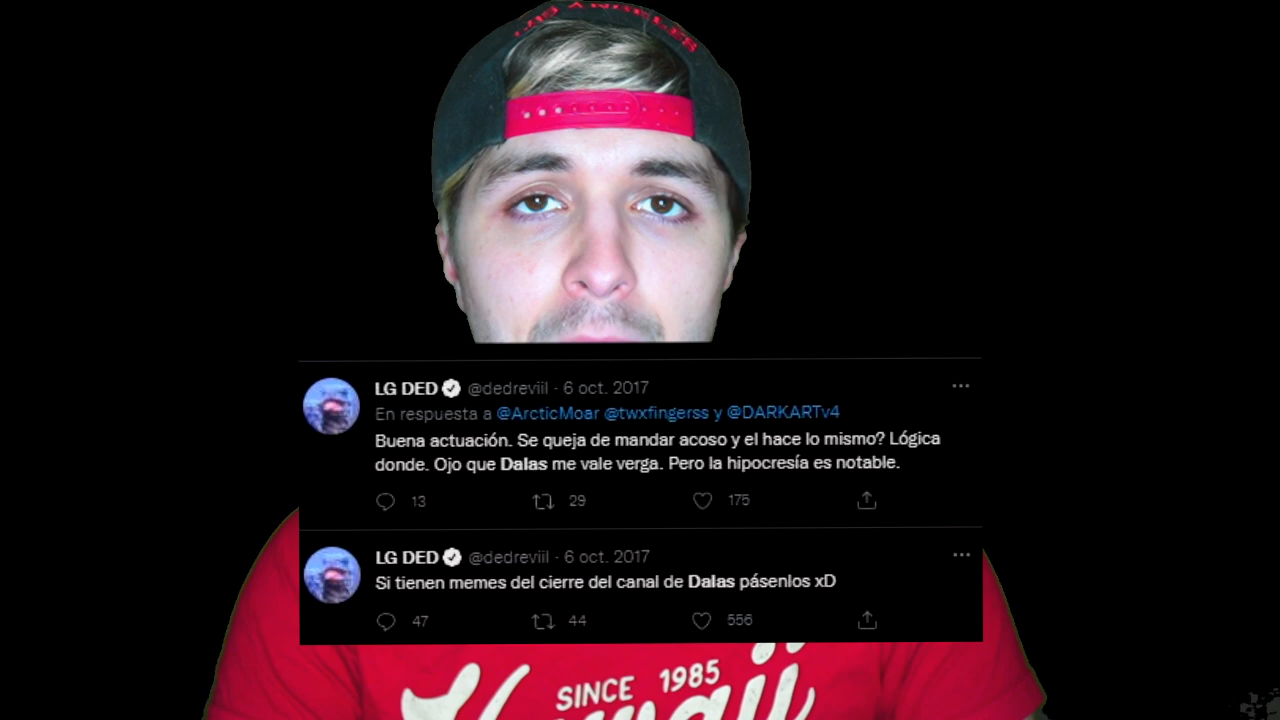 LOS ANGELES
LG DED @dedreviil · 6 oct. 2017
En respuesta a @ArcticMoar @twxfingerss y @DARKARTv4
Buena actuación. Se queja de mandar acoso y el hace lo mismo? Lógica
donde. Ojo que Dalas me vale verga. Pero la hipocresía es notable.
13 29 175
LG DED @dedreviil · 6 oct. 2017
Si tienen memes del cierre del canal de Dalas pásenlos xD
47 44 556
SINCE 1985
Hawaii